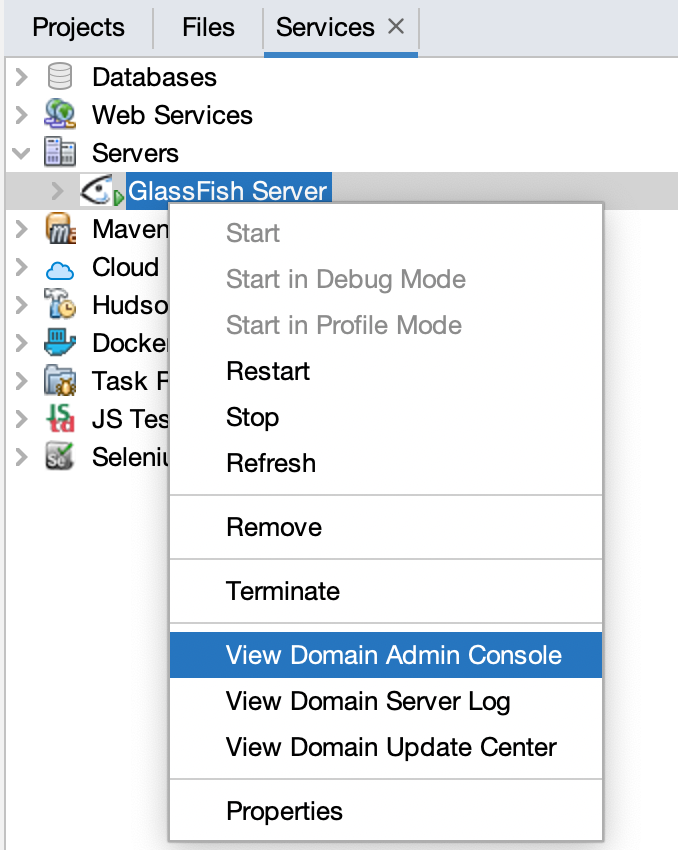 Projects
Files
Services
Databases
Web Services
Servers
GlassFish Server
Maven
Cloud
Hudso
Docke
Task R
JS Tes
Seleniu
Start
Start in Debug Mode
Start in Profile Mode
Restart
Stop
Refresh
Remove
Terminate
View Domain Admin Console
View Domain Server Log
View Domain Update Center
Properties